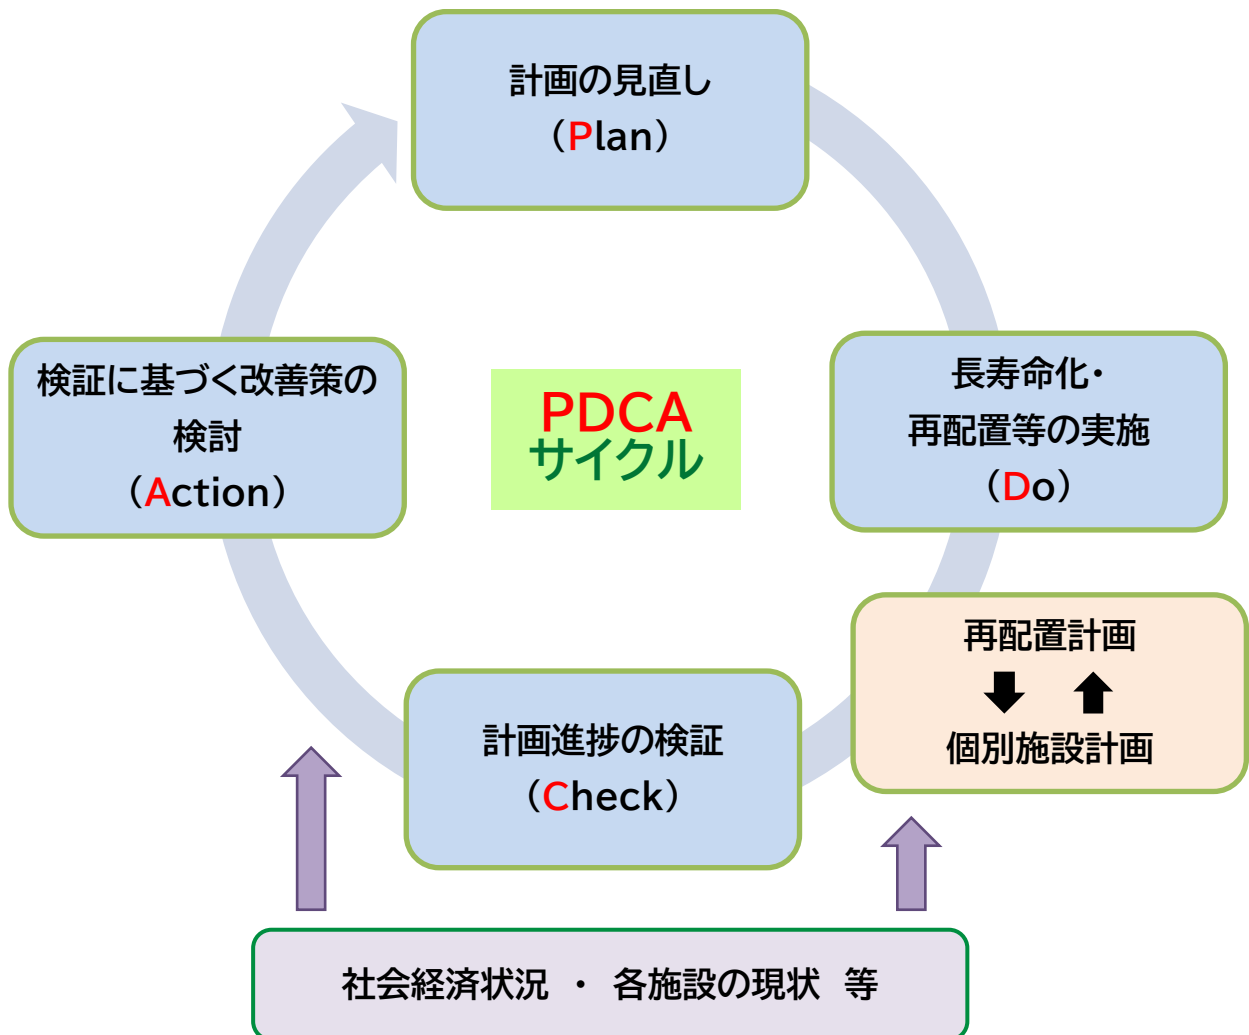 計画の見直し
（Plan）
長寿命化・
再配置等の実施
（Do）
再配置計画
個別施設計画
計画進捗の検証
（Check）
検証に基づく改善策の
検討
（Action）
PDCA
サイクル
社会経済状況 ・ 各施設の現状 等